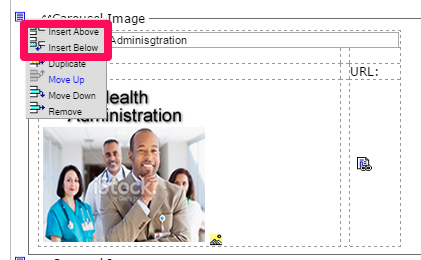 **Carousel Image
Insert Above
Adminisgtration
Insert Below
Duplicate
URL:
Move Up
Move Down
Remove
Health
Administration
iStock